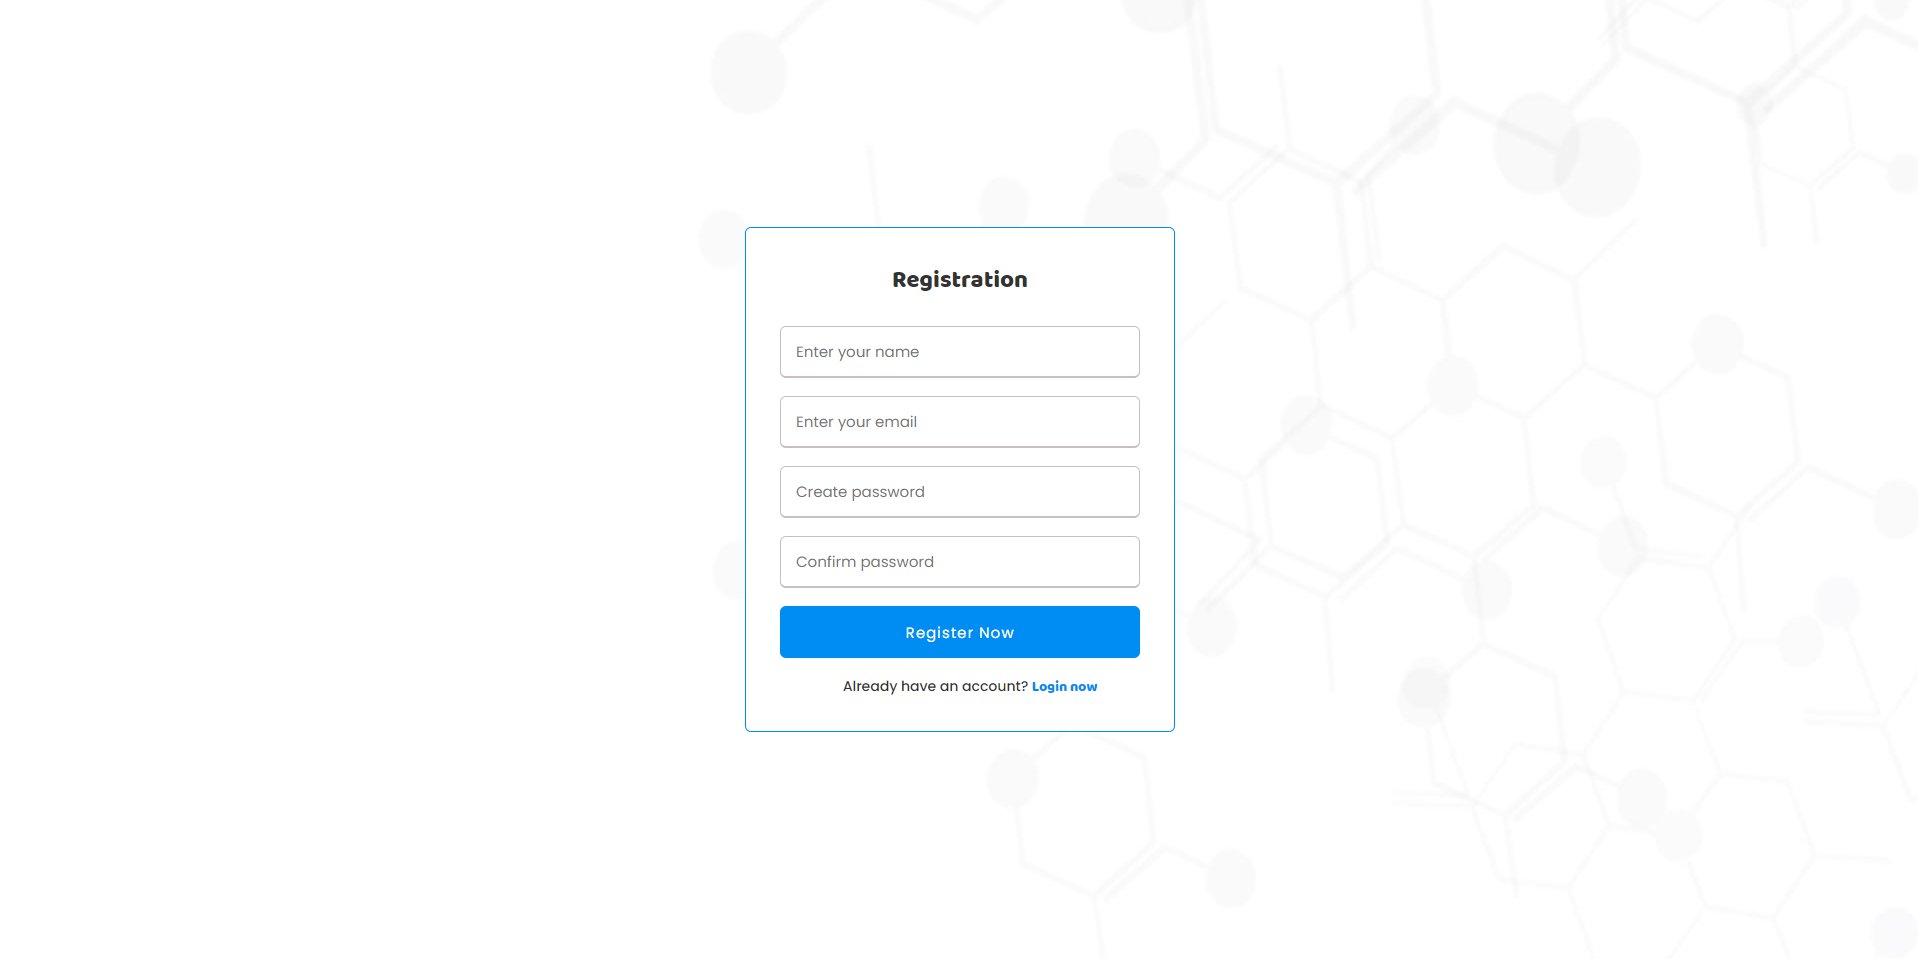 Registration
Enter your name
Enter your email
Create password
Confirm password
Register Now
Already have an account? Login now